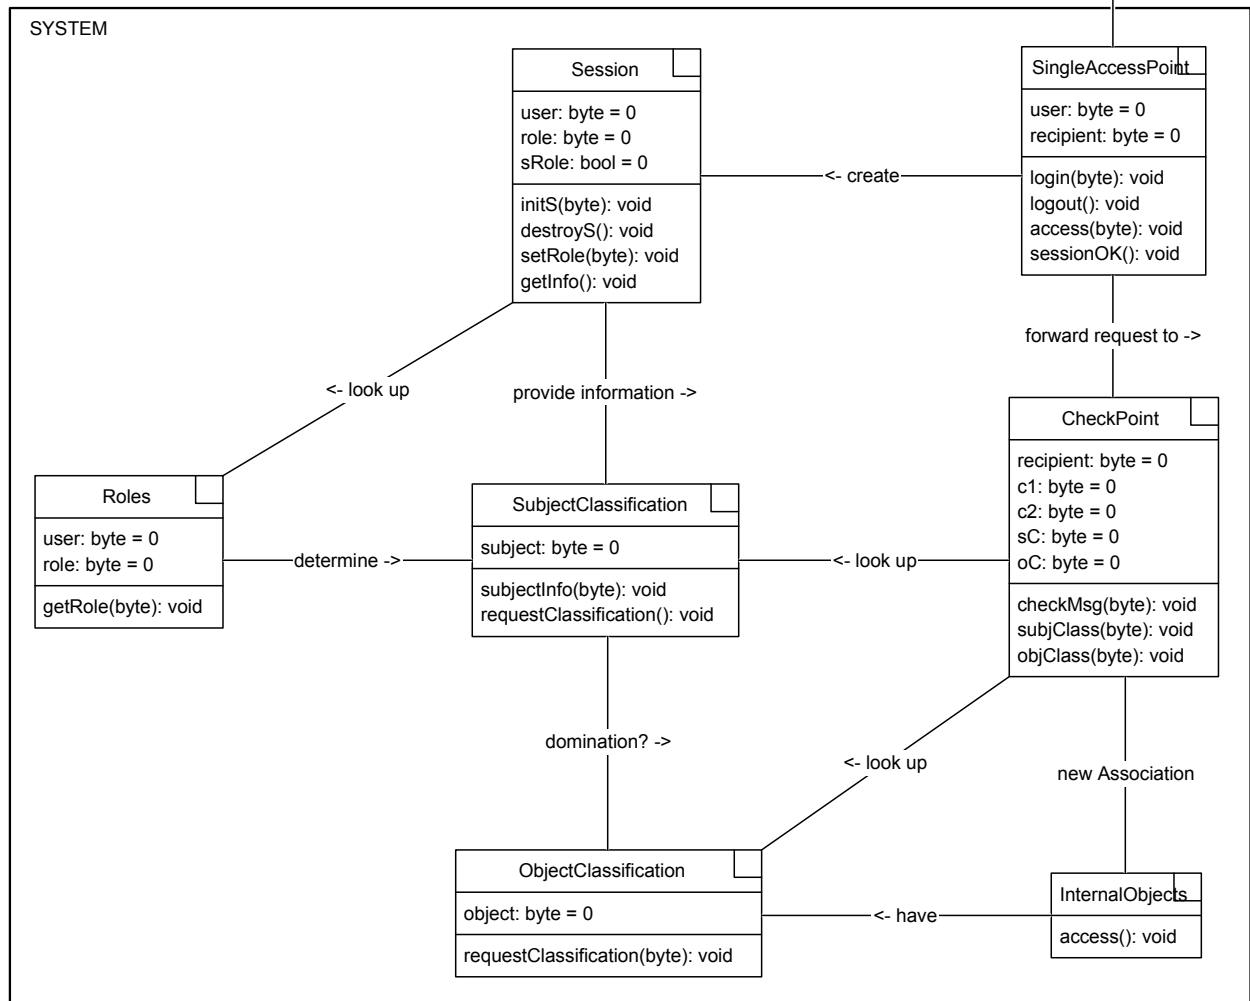 SYSTEM
Session
user: byte = 0
role: byte = 0
sRole: bool = 0
initS(byte): void
destroyS(): void
setRole(byte): void
getInfo(): void
<- create
SingleAccessPoint
user: byte = 0
recipient: byte = 0
login(byte): void
logout(): void
access(byte): void
sessionOK(): void
forward request to ->
<- look up
provide information ->
CheckPoint
recipient: byte = 0
c1: byte = 0
c2: byte = 0
sC: byte = 0
oC: byte = 0
checkMsg(byte): void
subjClass(byte): void
objClass(byte): void
Roles
user: byte = 0
role: byte = 0
getRole(byte): void
determine ->
SubjectClassification
subject: byte = 0
subjectInfo(byte): void
requestClassification(): void
<- look up
domination? ->
<- look up
new Association
ObjectClassification
object: byte = 0
requestClassification(byte): void
<- have
InternalObjects
access(): void